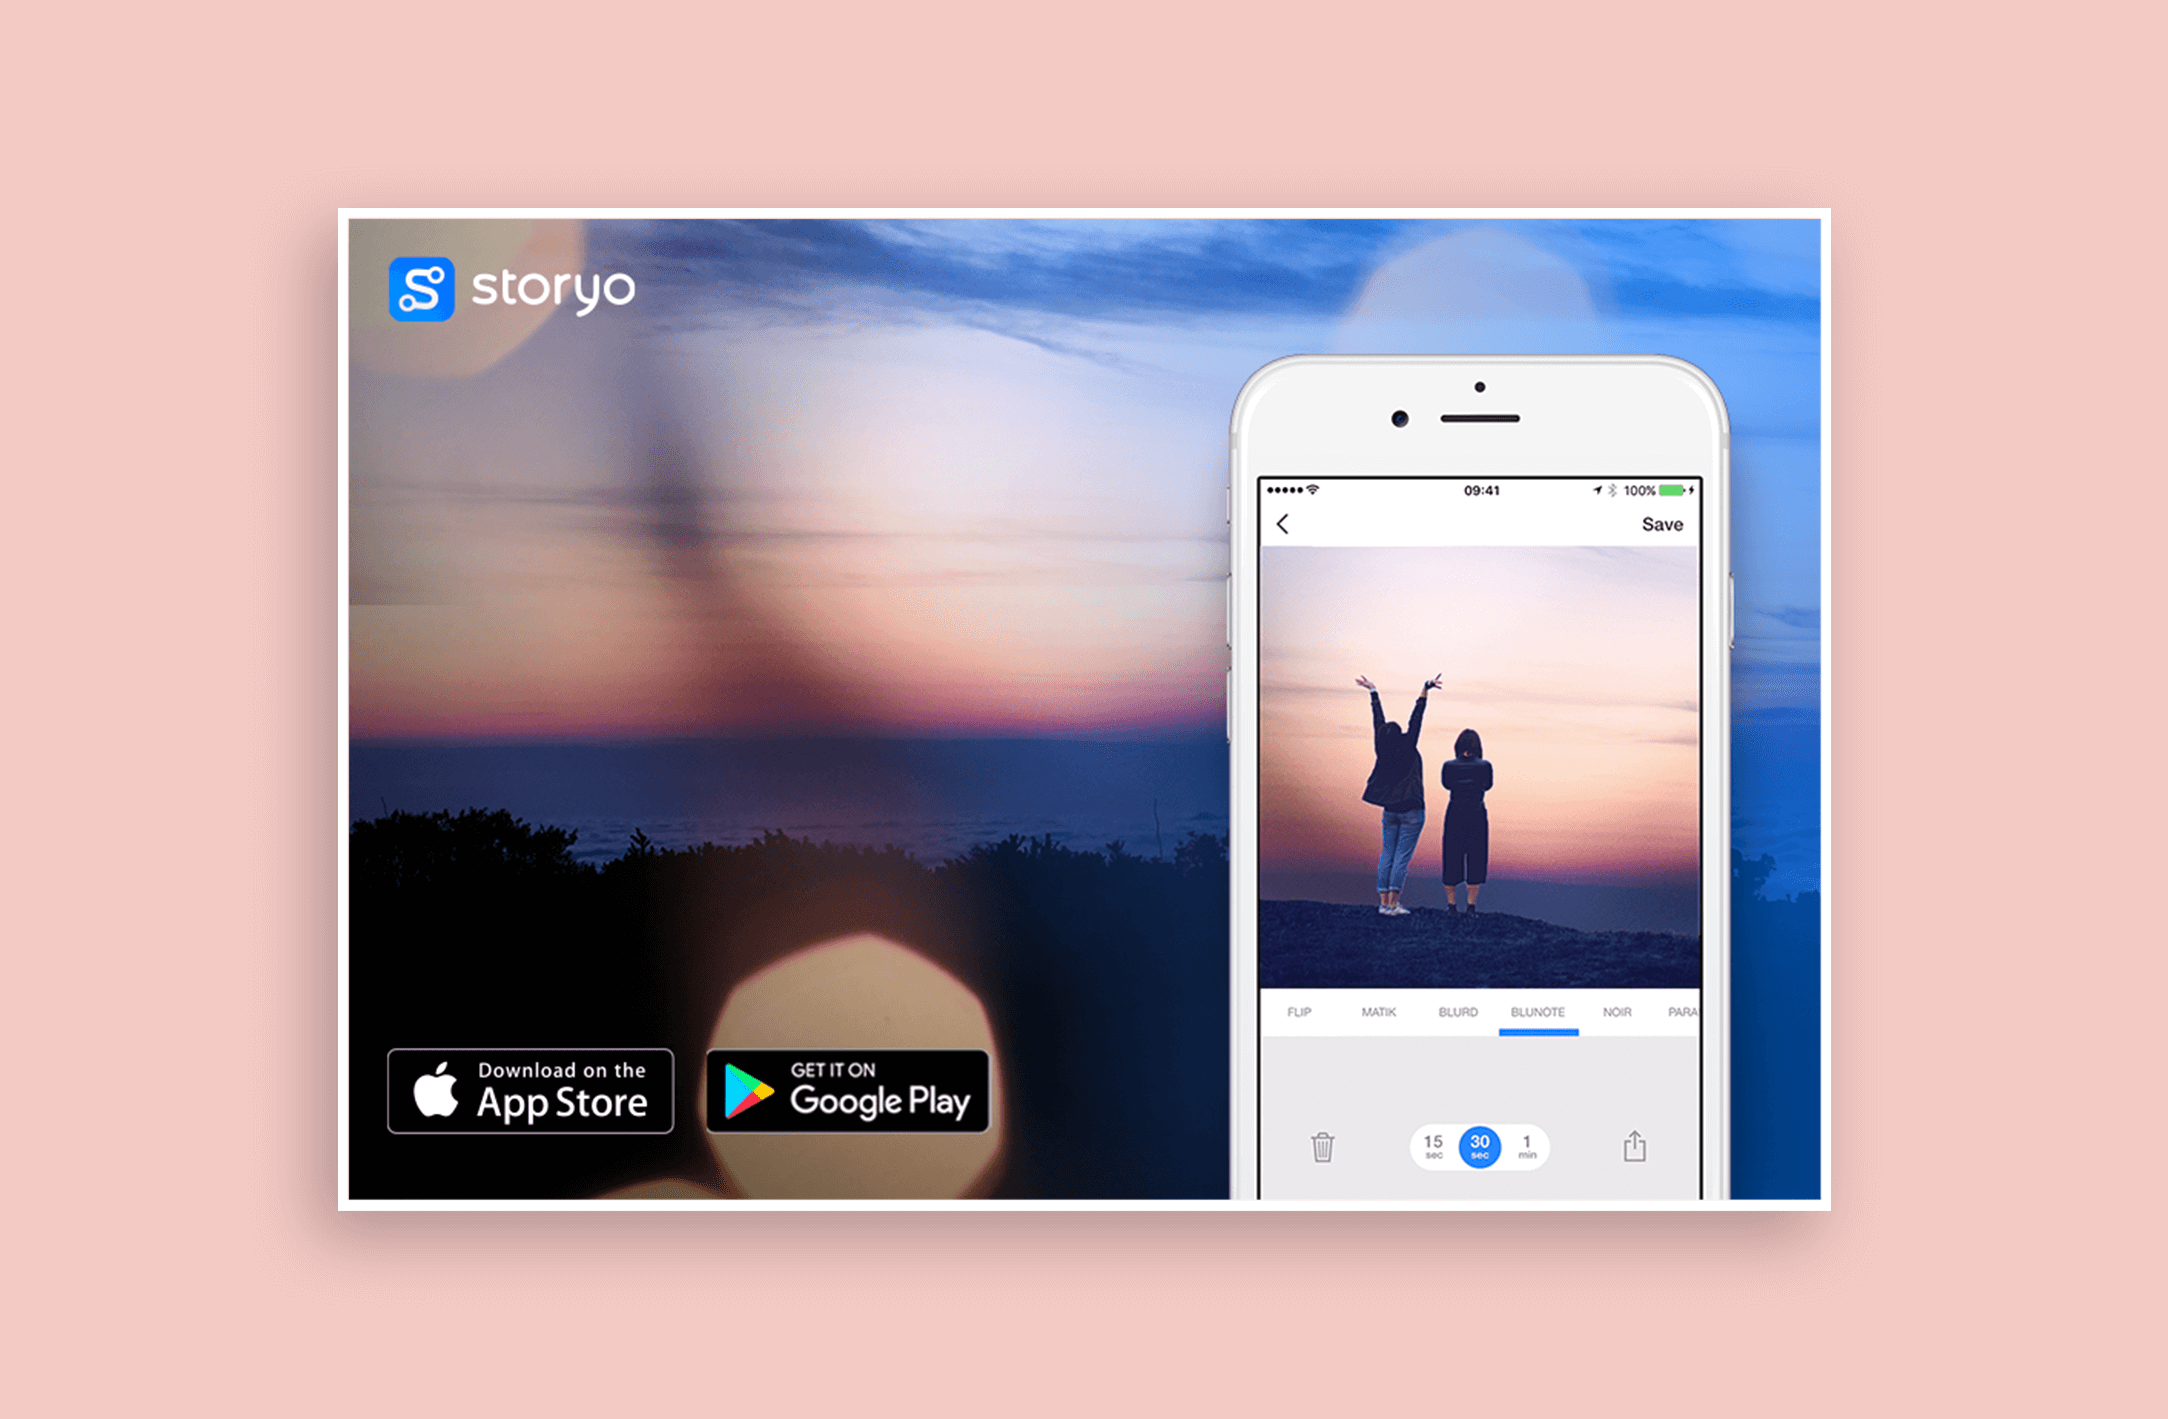 storyo
Download on the
App Store
GET IT ON
Google Play
09:41
100%
Save
FLIP MATIK BLURD BLUNOTE NOIR PARA
15 30 1
sec sec min